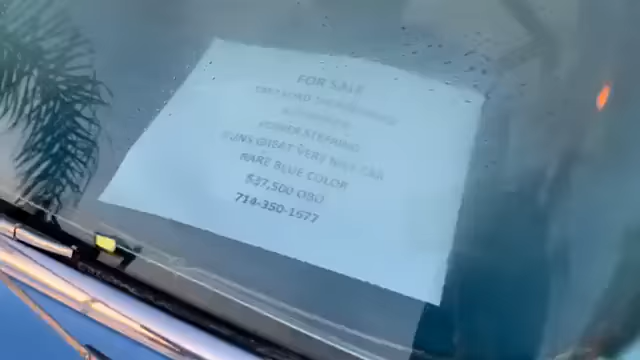 FOR SALE
POWER STEERING
RUNS GREAT VERY NICE CAR
RARE BLUE COLOR
$37,500 OBO
714-350-1677